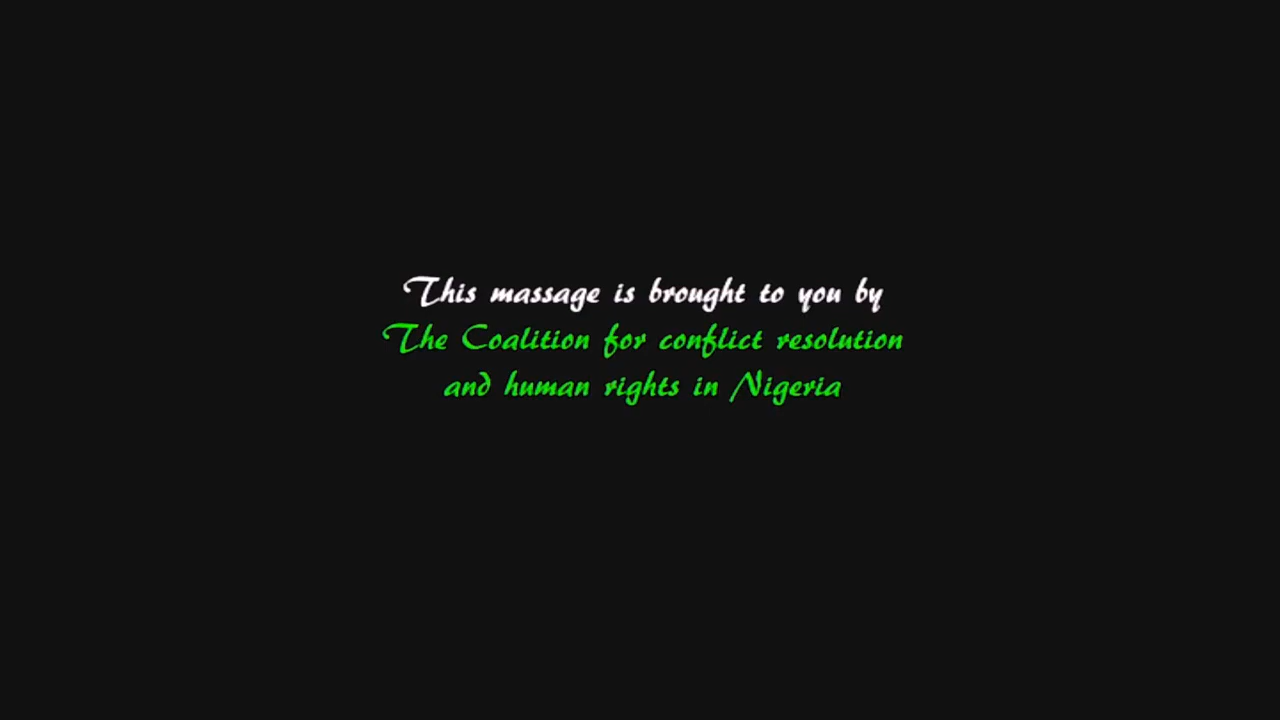 This massage is brought to you by
The Coalition for conflict resolution
and human rights in Nigeria